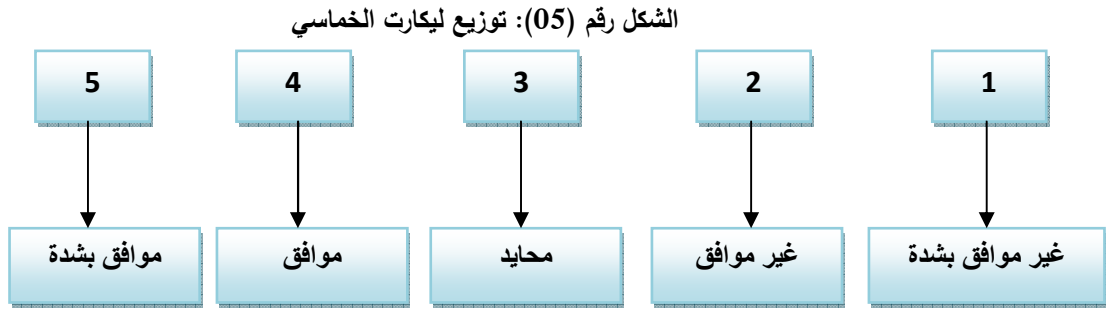 الشكل رقم (05): توزيع ليكارت الخماسي
1 2 3 4 5
غير موافق بشدة غير موافق محايد موافق موافق بشدة